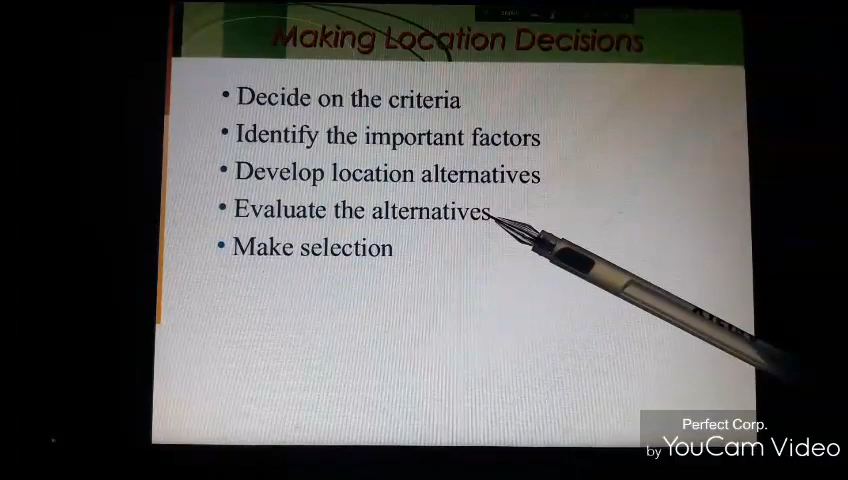 Making Location Decisions
• Decide on the criteria
• Identify the important factors
• Develop location alternatives
• Evaluate the alternatives
• Make selection
Perfect Corp.
by YouCam Video